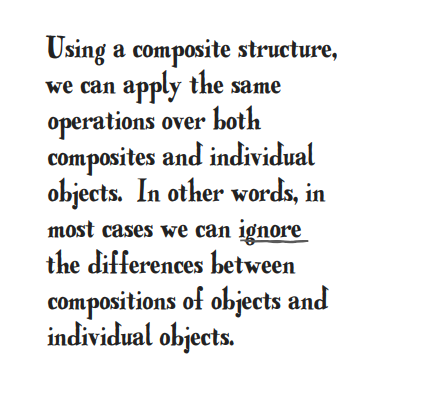 Using a composite structure,
we can apply the same
operations over both
composites and individual
objects. In other words, in
most cases we can ignore
the differences between
compositions of objects and
individual objects.